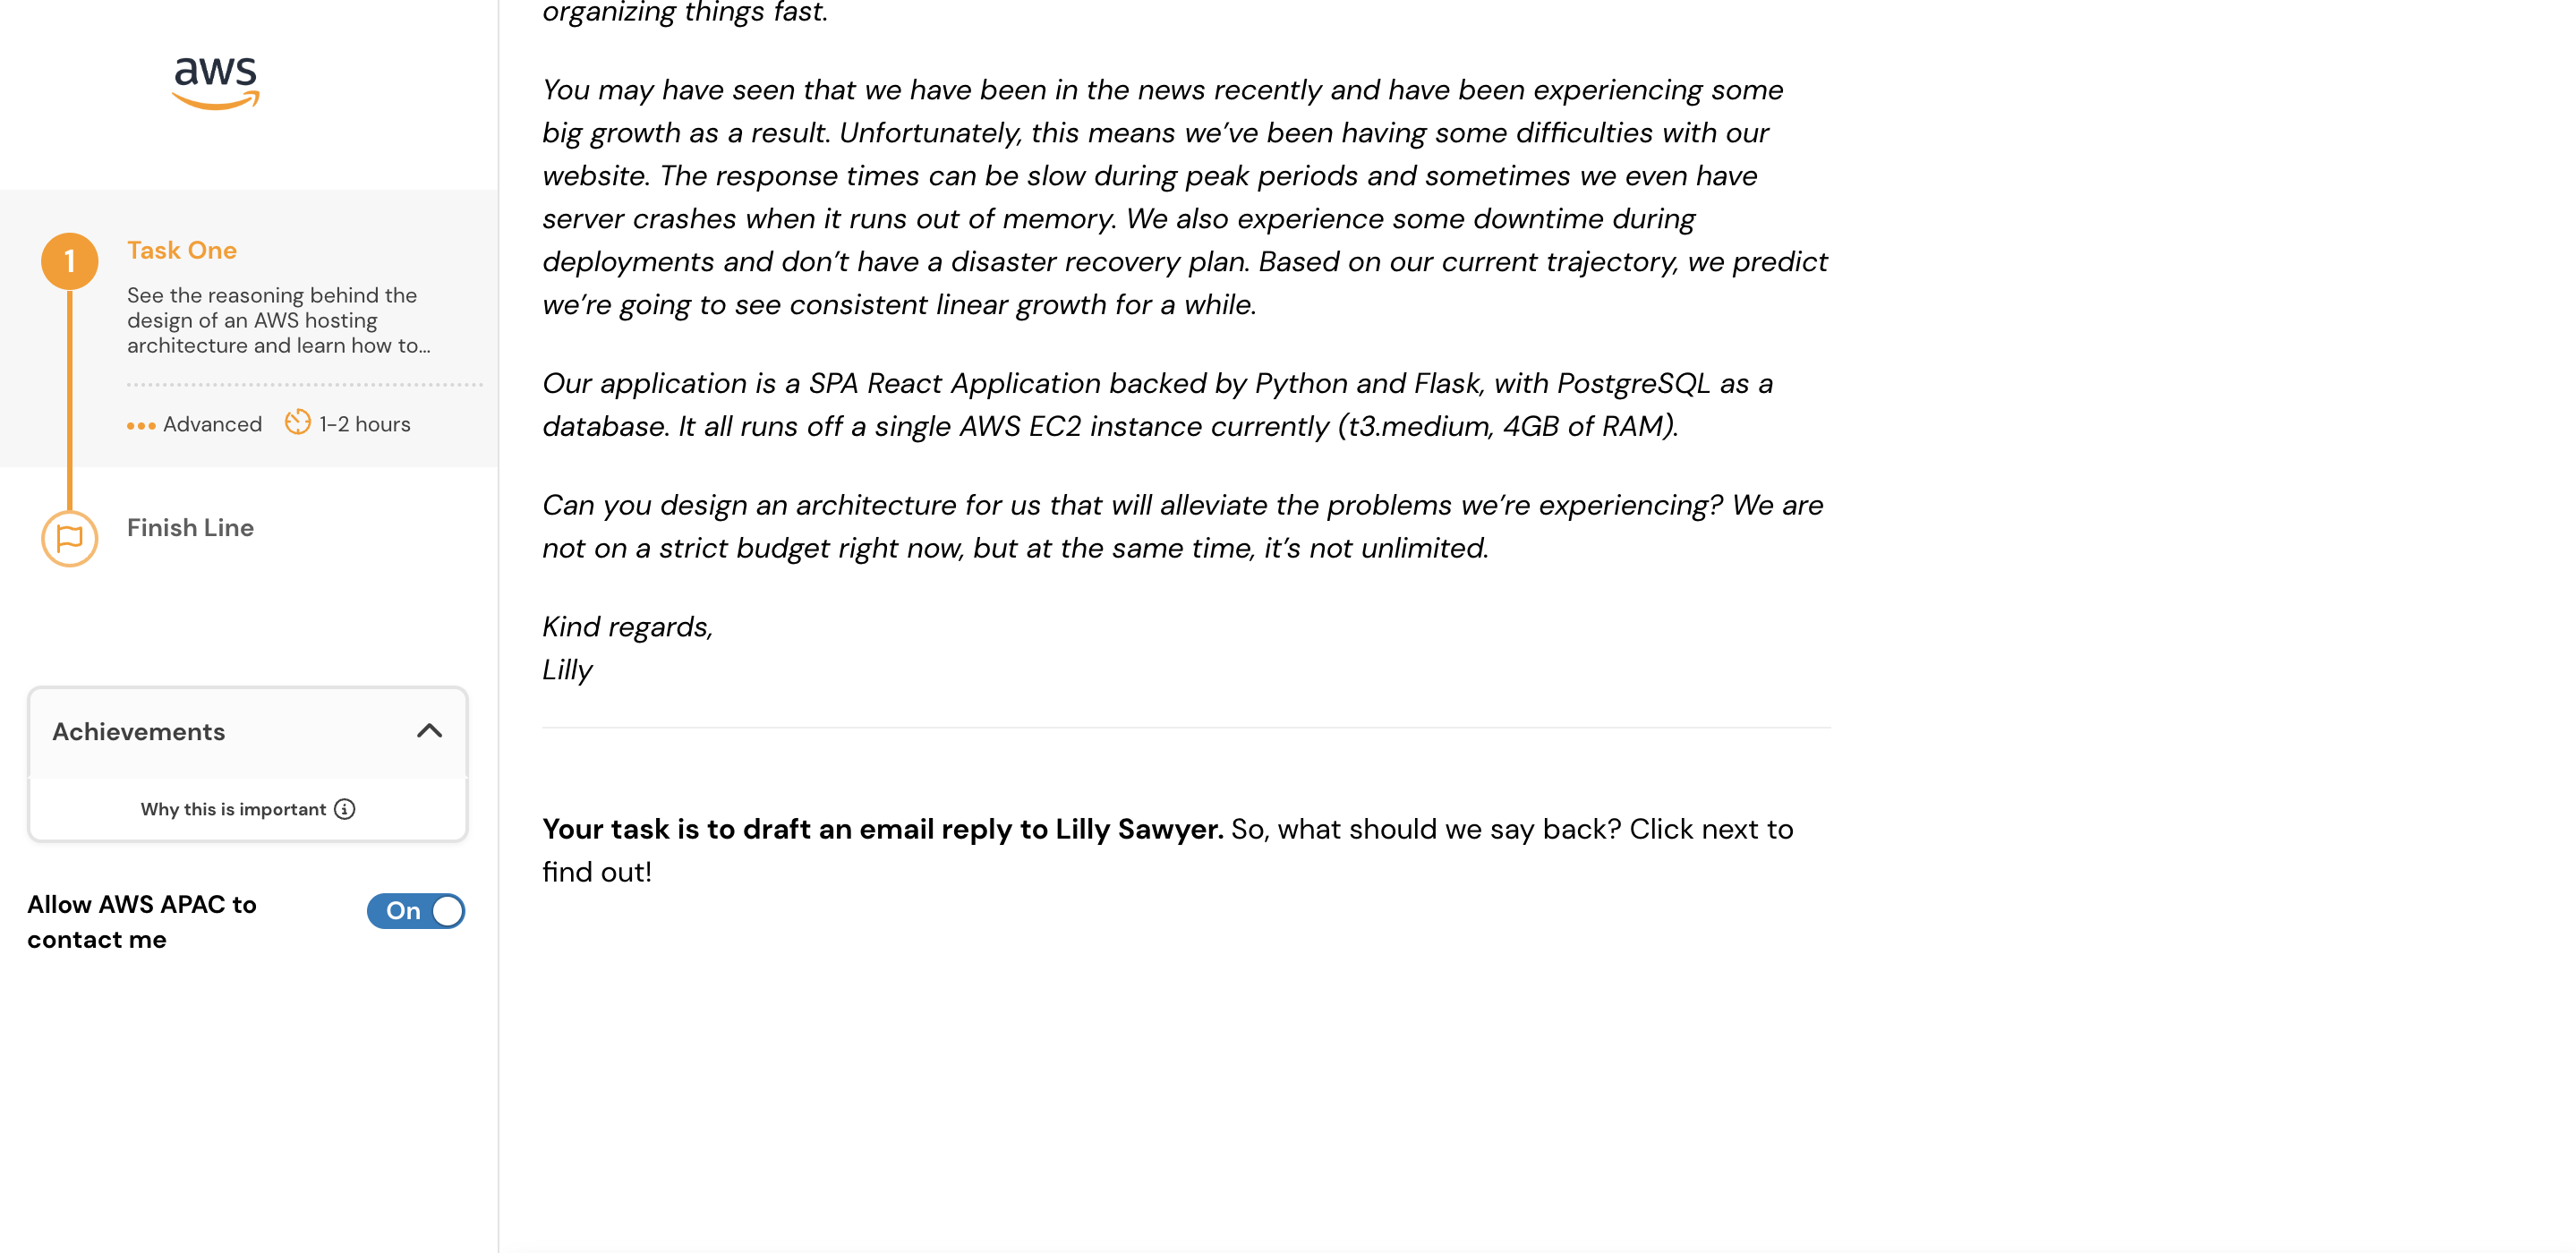 aws
1
Task One
See the reasoning behind the
design of an AWS hosting
architecture and learn how to...
Advanced
1-2 hours
Finish Line
Achievements
Why this is important
Allow AWS APAC to
contact me
On
organizing things fast.
You may have seen that we have been in the news recently and have been experiencing some
big growth as a result. Unfortunately, this means we’ve been having some difficulties with our
website. The response times can be slow during peak periods and sometimes we even have
server crashes when it runs out of memory. We also experience some downtime during
deployments and don’t have a disaster recovery plan. Based on our current trajectory, we predict
we’re going to see consistent linear growth for a while.
Our application is a SPA React Application backed by Python and Flask, with PostgreSQL as a
database. It all runs off a single AWS EC2 instance currently (t3.medium, 4GB of RAM).
Can you design an architecture for us that will alleviate the problems we’re experiencing? We are
not on a strict budget right now, but at the same time, it’s not unlimited.
Kind regards,
Lilly
Your task is to draft an email reply to Lilly Sawyer. So, what should we say back? Click next to
find out!